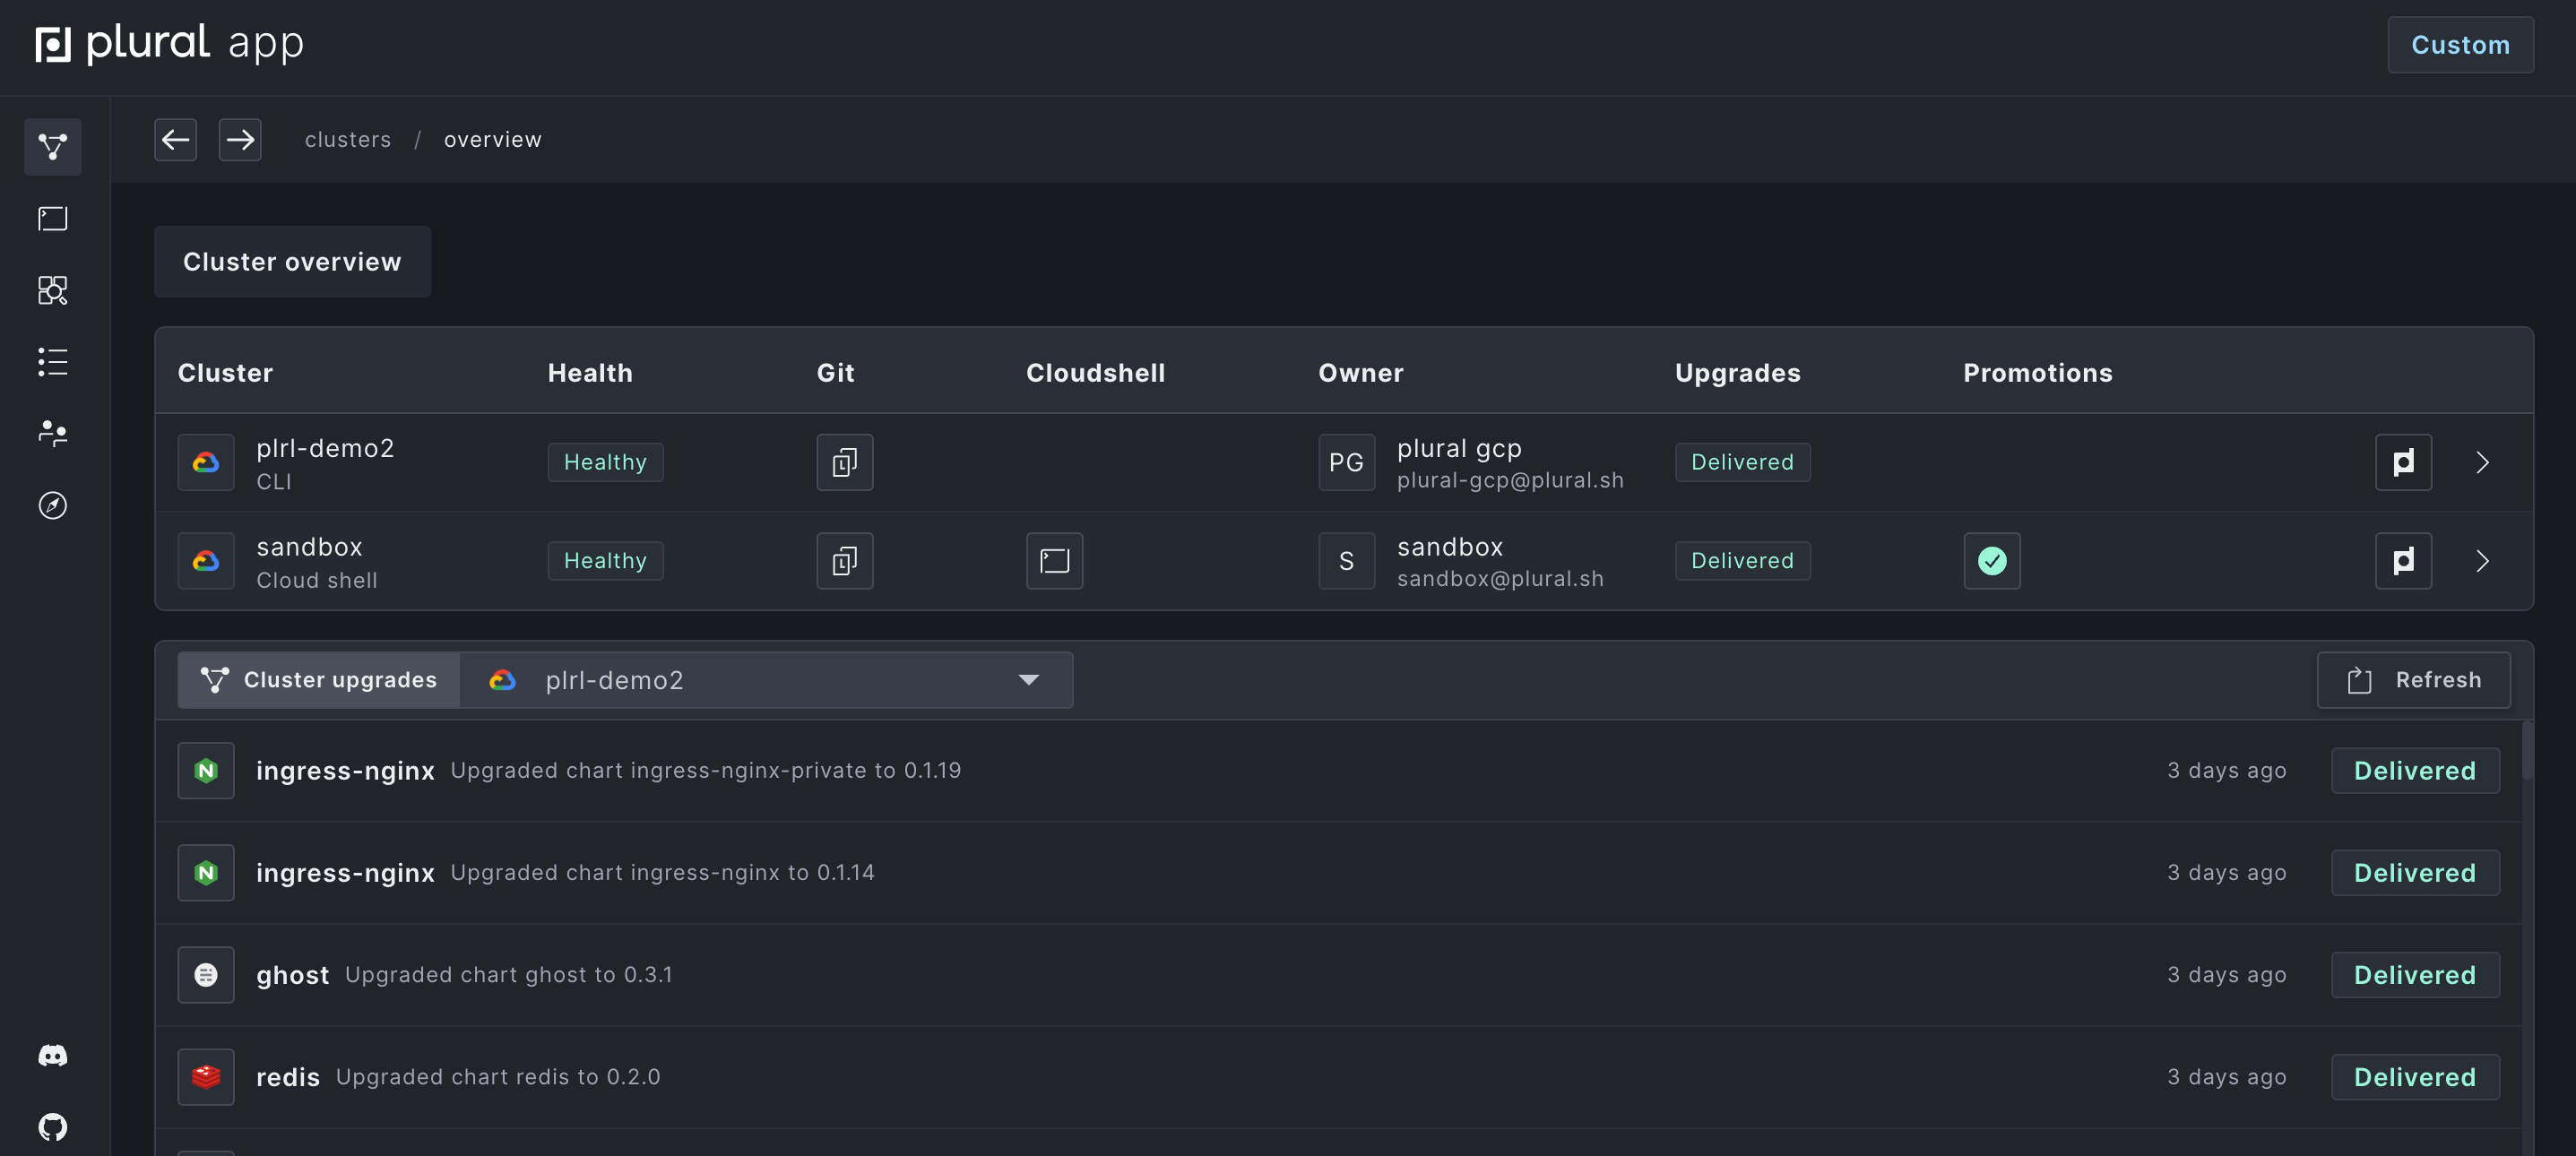 plural app
Custom
clusters / overview
Cluster overview
Cluster Health Git Cloudshell Owner Upgrades Promotions
plrl-demo2 Healthy PG plural gcp Delivered
CLI plural-gcp@plural.sh
sandbox Healthy S sandbox Delivered
Cloud shell sandbox@plural.sh
Cluster upgrades plrl-demo2 Refresh
ingress-nginx Upgraded chart ingress-nginx-private to 0.1.19 3 days ago Delivered
ingress-nginx Upgraded chart ingress-nginx to 0.1.14 3 days ago Delivered
ghost Upgraded chart ghost to 0.3.1 3 days ago Delivered
redis Upgraded chart redis to 0.2.0 3 days ago Delivered